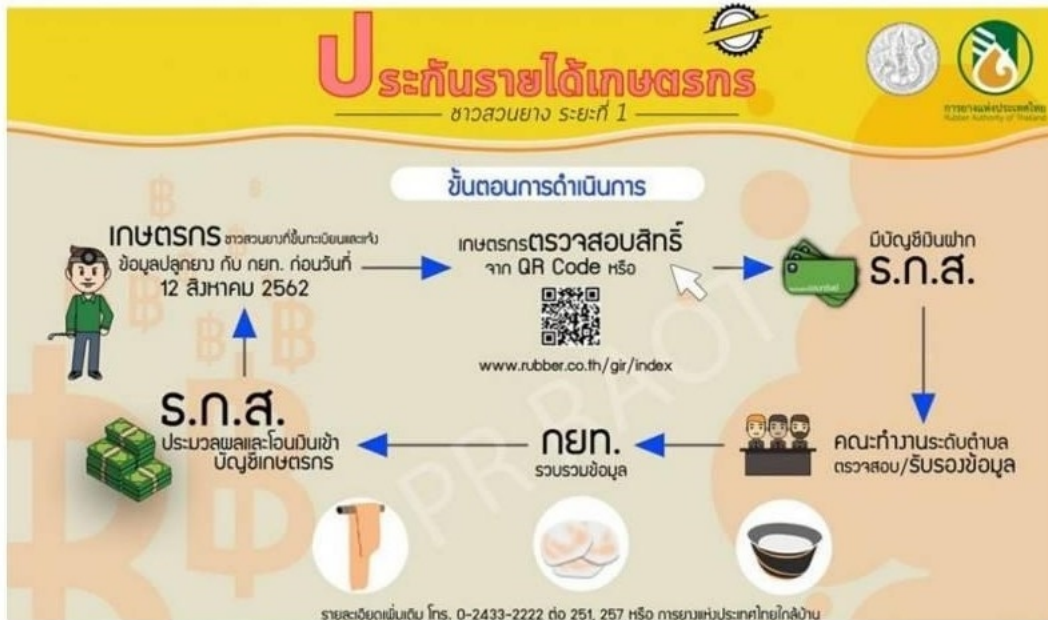 ประกันรายได้เกษตรกร
ชาวสวนยาง ระยะที่ 1
การยางแห่งประเทศไทย
Rubber Authority of Thailand
ขั้นตอนการดำเนินการ
เกษตรกร ชาวสวนยางที่ขึ้นทะเบียนและแจ้ง
ข้อมูลปลูกยาง กับ กยท. ก่อนวันที่
12 สิงหาคม 2562
เกษตรกรตรวจสอบสิทธิ์
จาก QR Code หรือ
www.rubber.co.th/gir/index
มีบัญชีเงินฝาก
ธ.ก.ส.
คณะทำงานระดับตำบล
ตรวจสอบ/รับรองข้อมูล
กยท.
รวบรวมข้อมูล
ธ.ก.ส.
ประมวลผลและโอนเงินเข้า
บัญชีเกษตรกร
PR RAOT
รายละเอียดเพิ่มเติม โทร. 0-2433-2222 ต่อ 251, 257 หรือ การยางแห่งประเทศไทยใกล้บ้าน